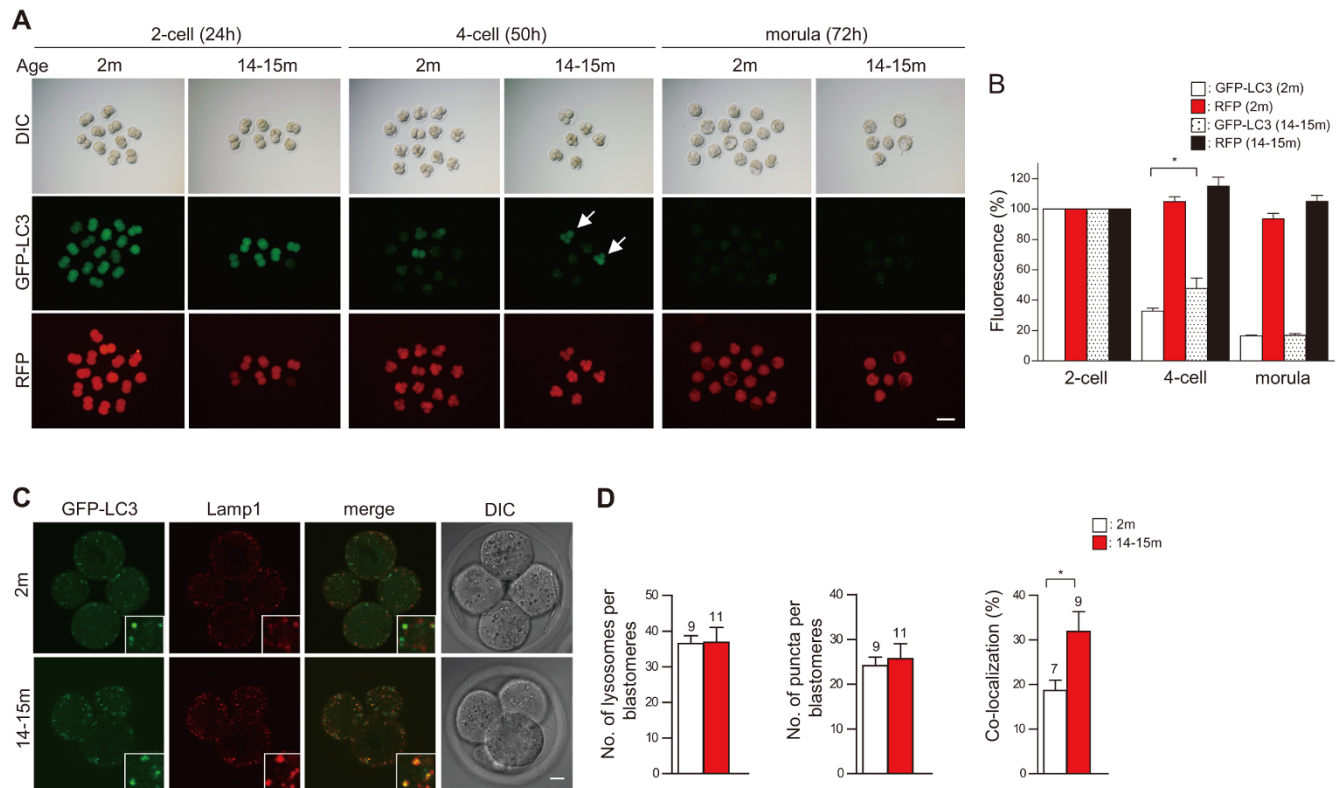 A
2-cell (24h) 4-cell (50h) morula (72h)
Age 2m 14-15m 2m 14-15m 2m 14-15m
DIC
GFP-LC3
RFP
B
: GFP-LC3 (2m)
: RFP (2m)
: GFP-LC3 (14-15m)
: RFP (14-15m)
Fluorescence (%)
120
100
80
60
40
20
0
*
2-cell 4-cell morula
C
GFP-LC3 Lamp1 merge DIC
2m
14-15m
D
: 2m
: 14-15m
No. of lysosomes per
blastomeres
50
40
30
20
10
0
9 11
No. of puncta per
blastomeres
50
40
30
20
10
0
9 11
Co-localization (%)
40
30
20
10
0
*
7 9